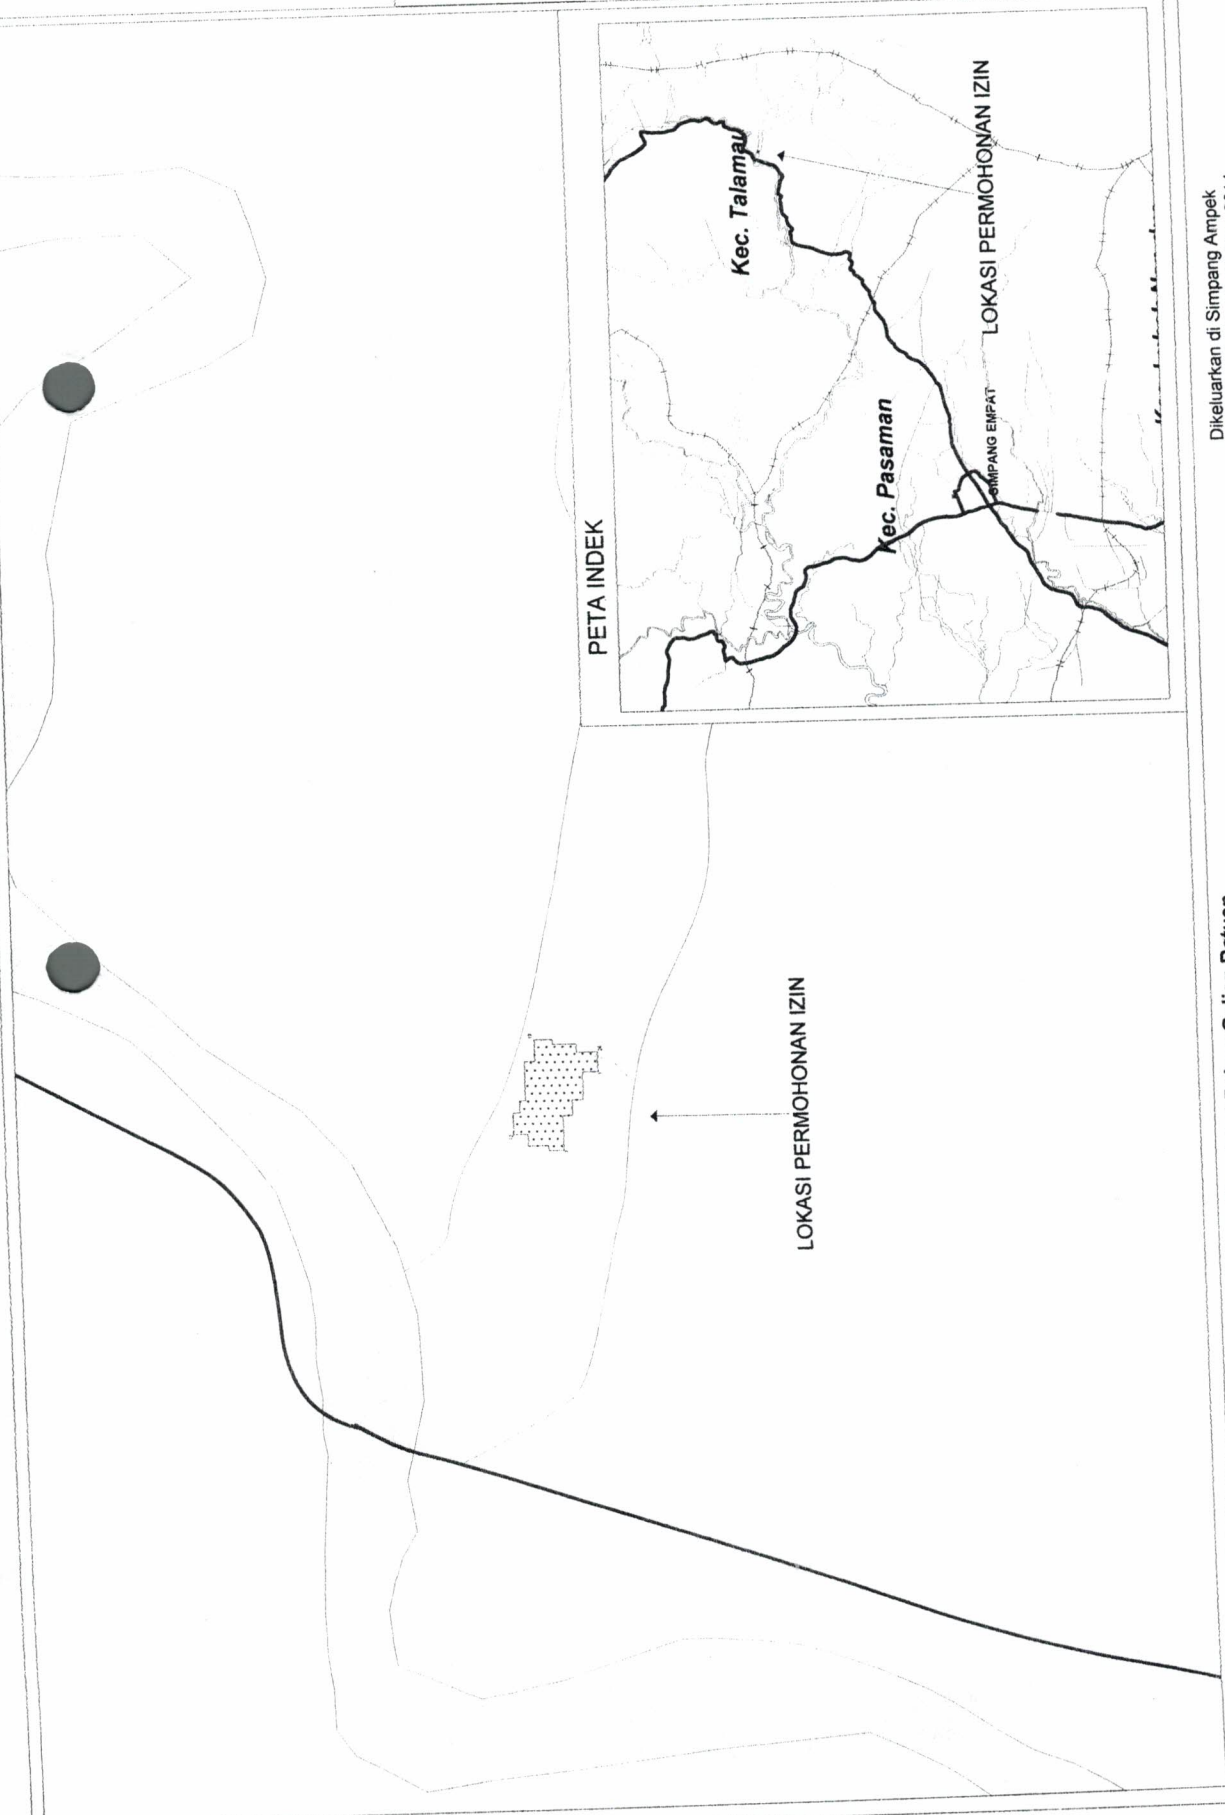 PETA INDEK
Kec. Talamau
LOKASI PERMOHONAN IZIN
Kec. Pasaman
SIMPANG EMPAT
LOKASI PERMOHONAN IZIN
Dikeluarkan di Simpang Ampek